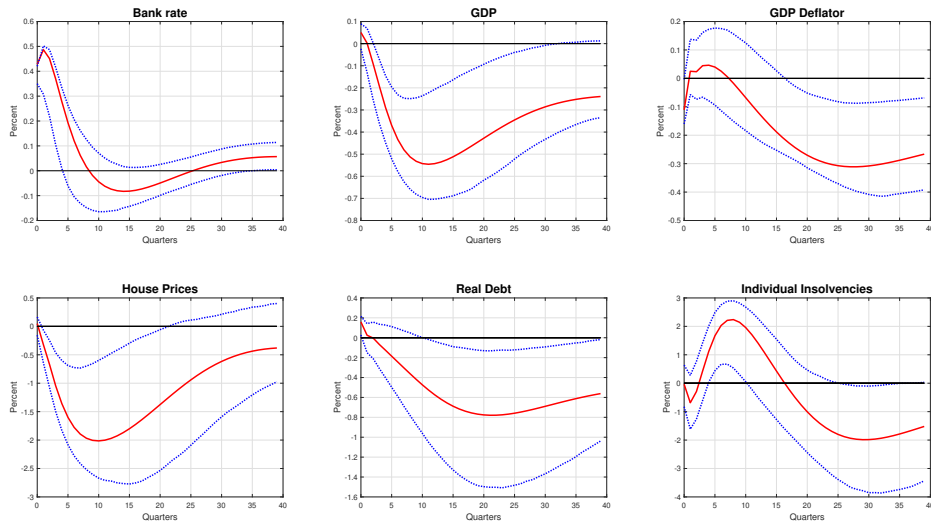 Bank rate
0.6
0.5
0.4
0.3
0.2
0.1
0
-0.1
-0.2
Percent
0 5 10 15 20 25 30 35 40
Quarters
GDP
0.1
0
-0.1
-0.2
-0.3
-0.4
-0.5
-0.6
-0.7
-0.8
Percent
0 5 10 15 20 25 30 35 40
Quarters
GDP Deflator
0.2
0.1
0
-0.1
-0.2
-0.3
-0.4
-0.5
Percent
0 5 10 15 20 25 30 35 40
Quarters
House Prices
0.5
0
-0.5
-1
-1.5
-2
-2.5
-3
Percent
0 5 10 15 20 25 30 35 40
Quarters
Real Debt
0.4
0.2
0
-0.2
-0.4
-0.6
-0.8
-1
-1.2
-1.4
-1.6
Percent
0 5 10 15 20 25 30 35 40
Quarters
Individual Insolvencies
3
2
1
0
-1
-2
-3
-4
Percent
0 5 10 15 20 25 30 35 40
Quarters